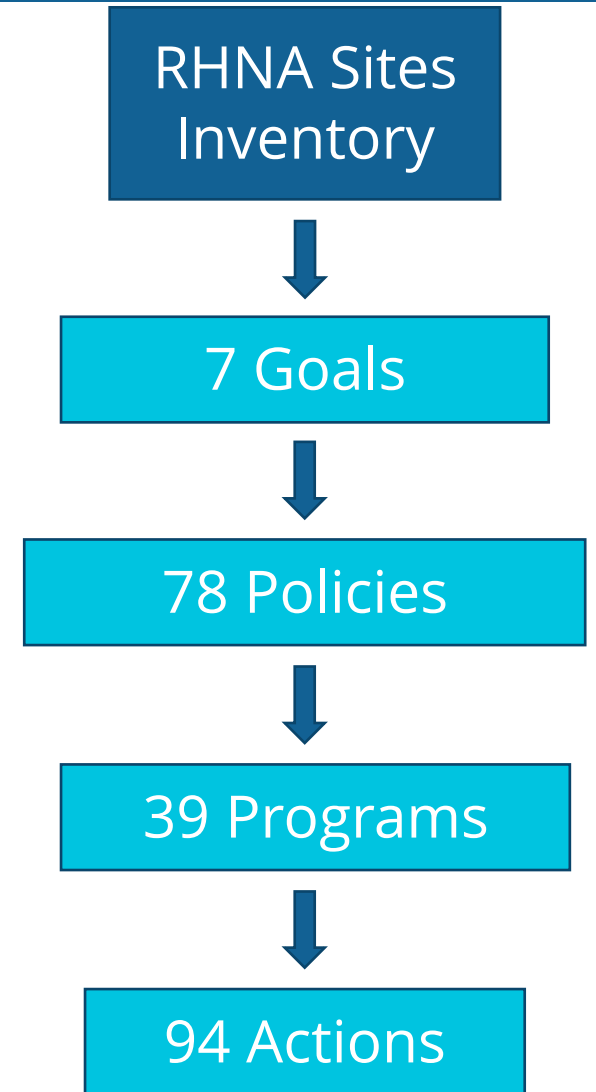 RHNA Sites
Inventory
7 Goals
78 Policies
39 Programs
94 Actions